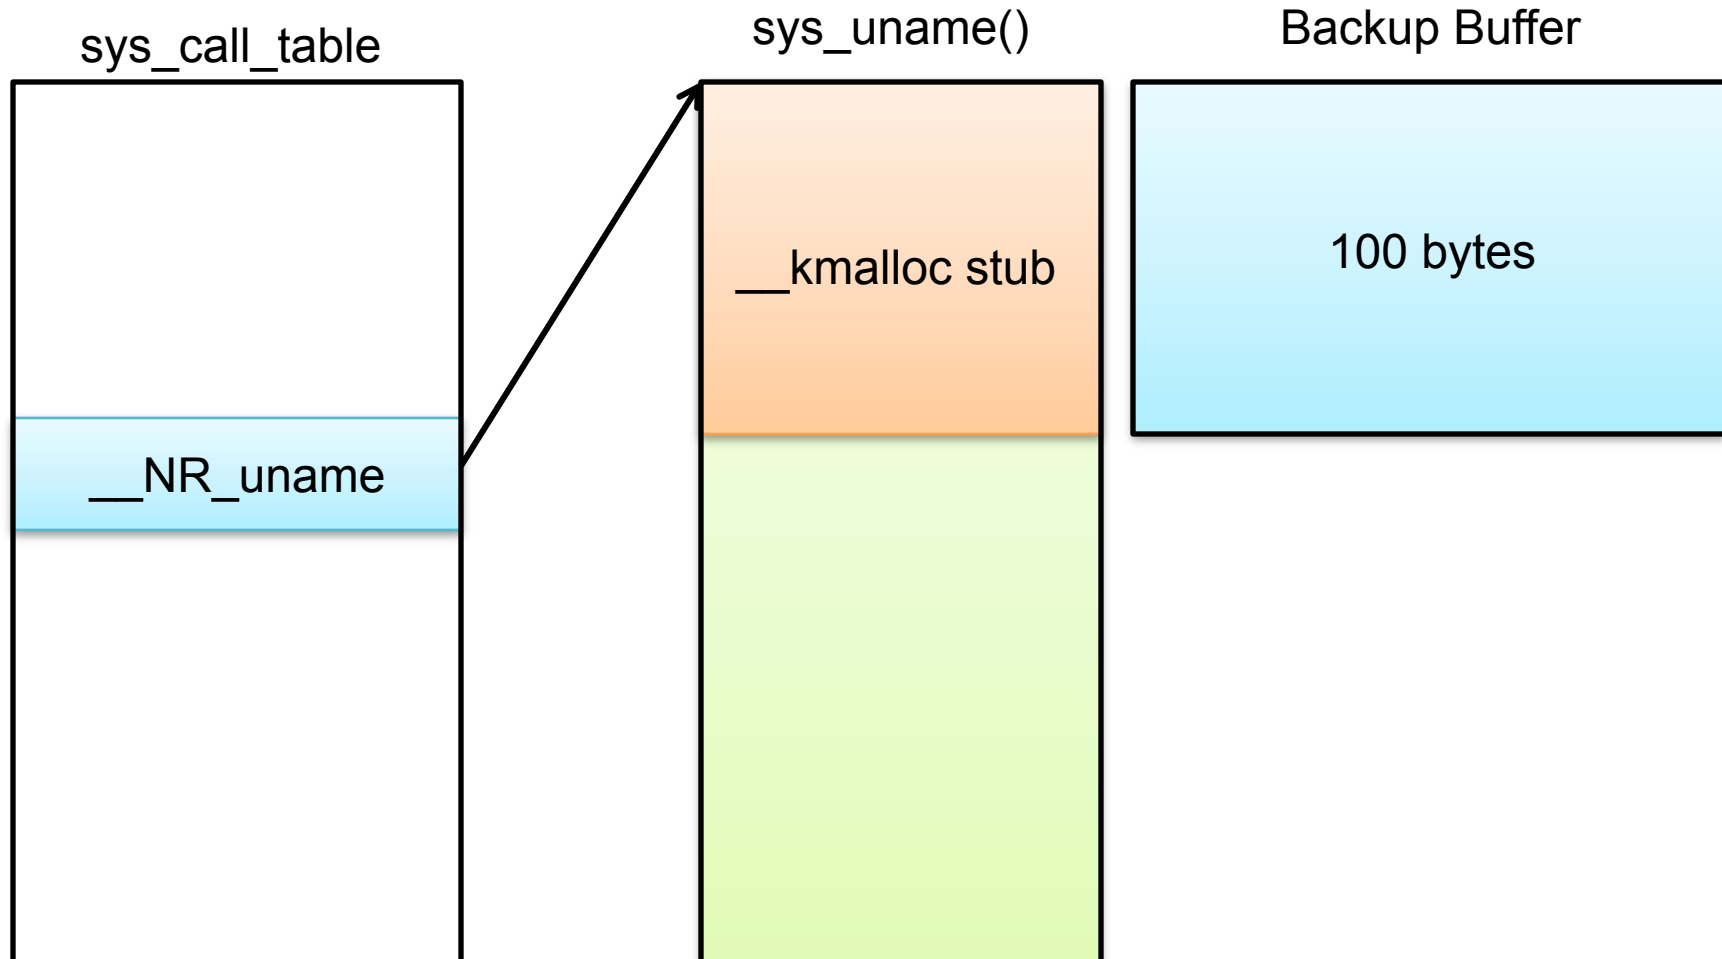 sys_call_table
sys_uname()
Backup Buffer
__kmalloc stub
100 bytes
__NR_uname